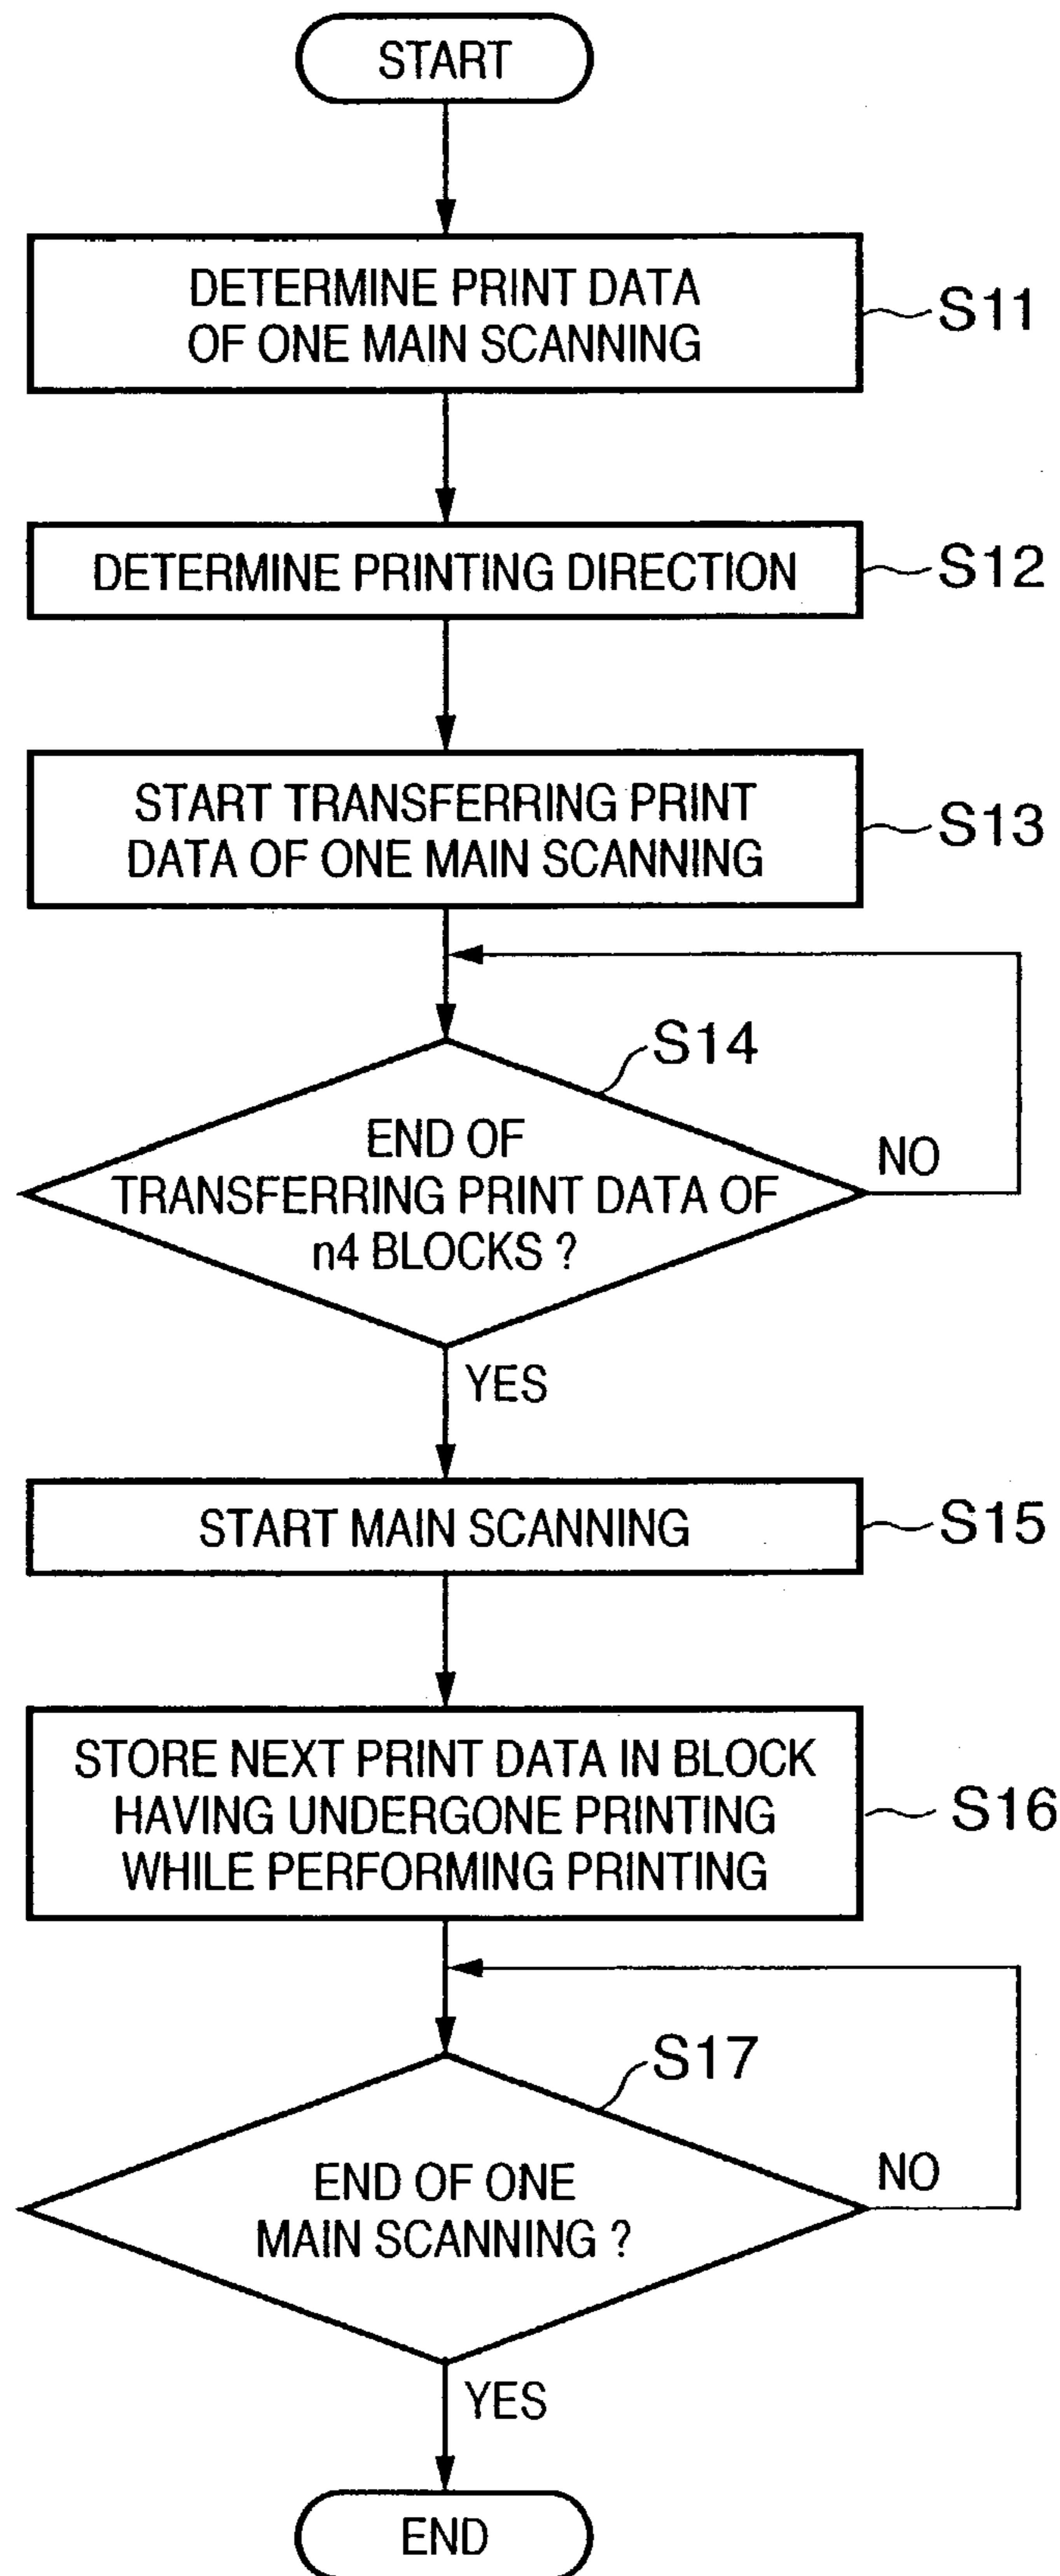 START
DETERMINE PRINT DATA
OF ONE MAIN SCANNING
S11
DETERMINE PRINTING DIRECTION
S12
START TRANSFERRING PRINT
DATA OF ONE MAIN SCANNING
S13
S14
END OF
TRANSFERRING PRINT DATA OF
n4 BLOCKS ?
NO
YES
START MAIN SCANNING
S15
STORE NEXT PRINT DATA IN BLOCK
HAVING UNDERGONE PRINTING
WHILE PERFORMING PRINTING
S16
S17
END OF ONE
MAIN SCANNING ?
NO
YES
END